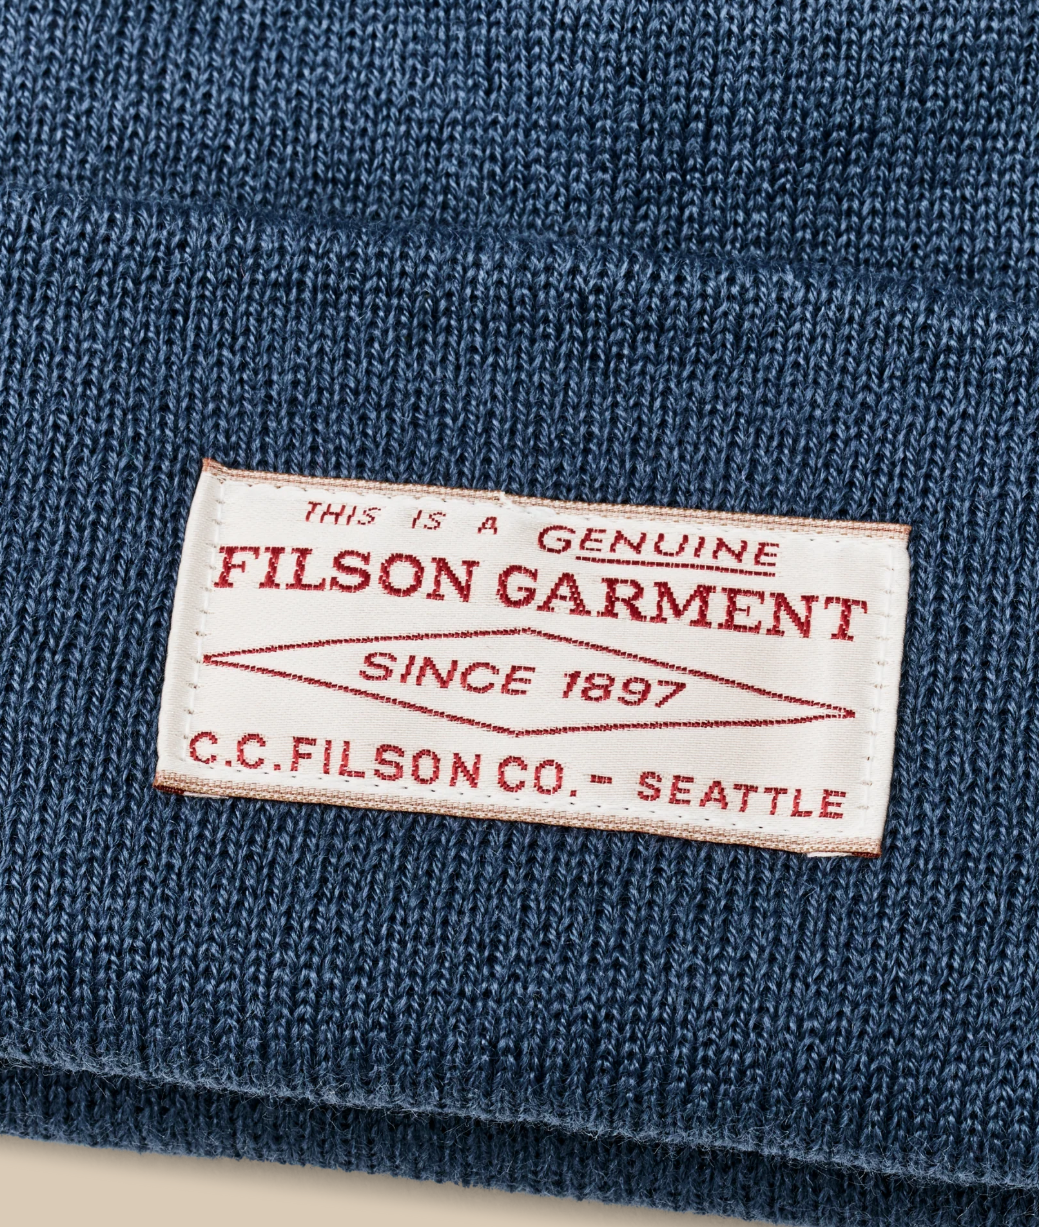 THIS IS A GENUINE
FILSON GARMENT
SINCE 1897
C.C. FILSON CO. - SEATTLE